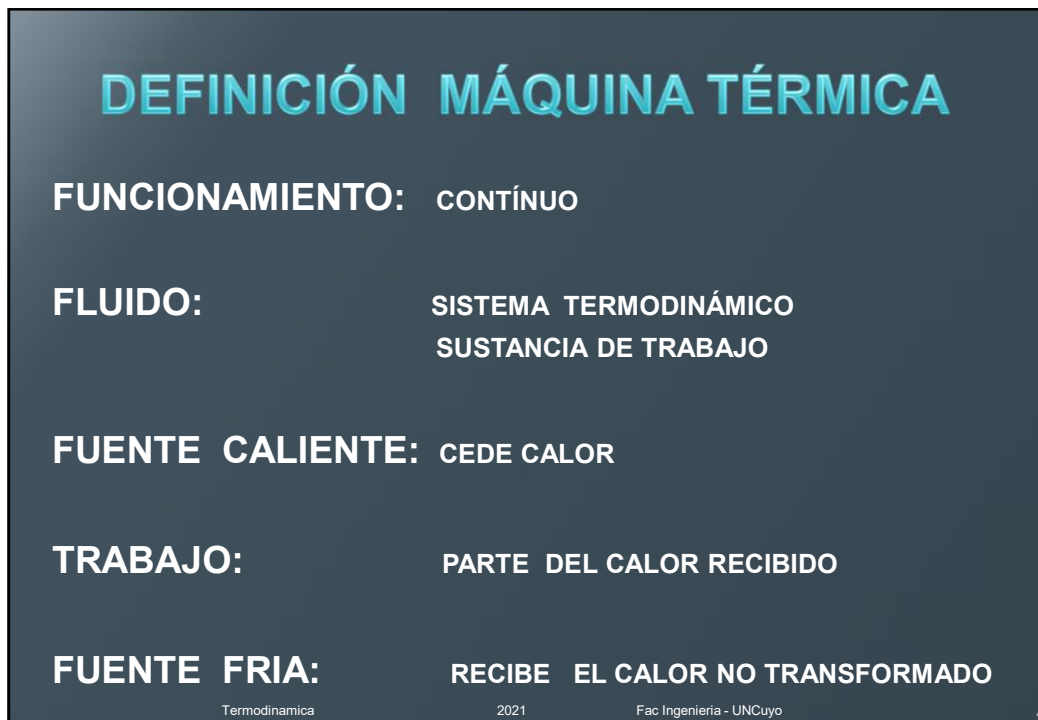 DEFINICIÓN MÁQUINA TÉRMICA
FUNCIONAMIENTO: CONTÍNUO
FLUIDO: SISTEMA TERMODINÁMICO
SUSTANCIA DE TRABAJO
FUENTE CALIENTE: CEDE CALOR
TRABAJO: PARTE DEL CALOR RECIBIDO
FUENTE FRIA: RECIBE EL CALOR NO TRANSFORMADO
Termodinamica 2021 Fac Ingenieria - UNCuyo